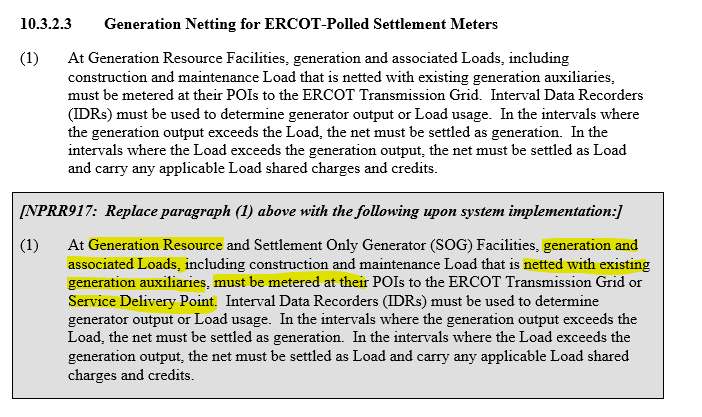 10.3.2.3 Generation Netting for ERCOT-Polled Settlement Meters
(1) At Generation Resource Facilities, generation and associated Loads, including
construction and maintenance Load that is netted with existing generation auxiliaries,
must be metered at their POIs to the ERCOT Transmission Grid. Interval Data Recorders
(IDRs) must be used to determine generator output or Load usage. In the intervals where
the generation output exceeds the Load, the net must be settled as generation. In the
intervals where the Load exceeds the generation output, the net must be settled as Load
and carry any applicable Load shared charges and credits.
[NPRR917: Replace paragraph (1) above with the following upon system implementation:]
(1) At Generation Resource and Settlement Only Generator (SOG) Facilities, generation and
associated Loads, including construction and maintenance Load that is netted with existing
generation auxiliaries, must be metered at their POIs to the ERCOT Transmission Grid or
Service Delivery Point. Interval Data Recorders (IDRs) must be used to determine
generator output or Load usage. In the intervals where the generation output exceeds the
Load, the net must be settled as generation. In the intervals where the Load exceeds the
generation output, the net must be settled as Load and carry any applicable Load shared
charges and credits.